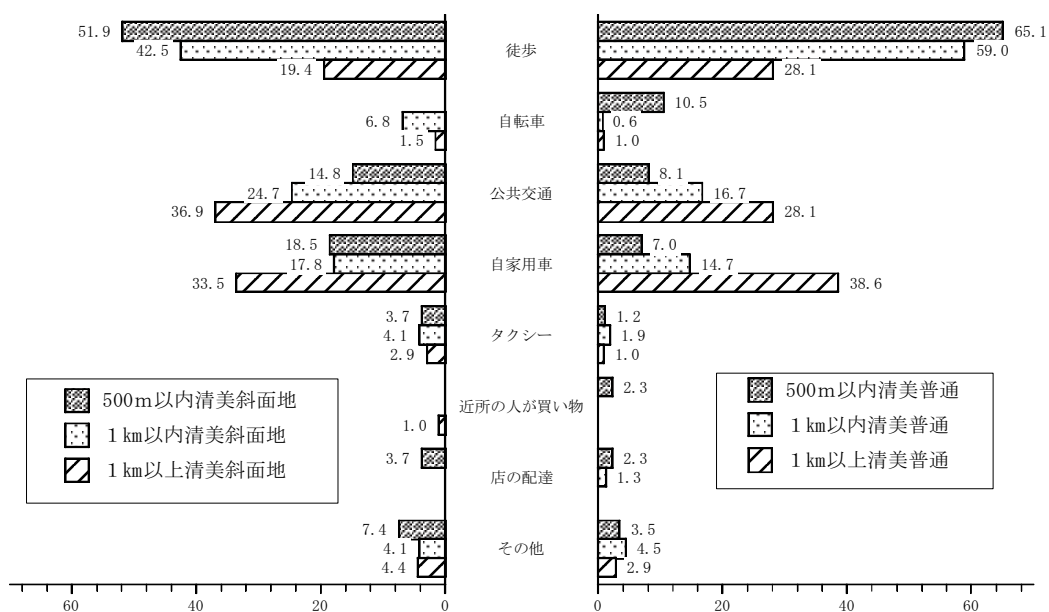 徒歩
51.9
42.5
19.4
65.1
59.0
28.1
自転車
6.8
1.5
10.5
0.6
1.0
公共交通
14.8
24.7
36.9
8.1
16.7
28.1
自家用車
18.5
17.8
33.5
7.0
14.7
38.6
タクシー
3.7
4.1
2.9
1.2
1.9
1.0
近所の人が買い物
1.0
2.3
店の配達
3.7
2.3
1.3
その他
7.4
4.1
4.4
3.5
4.5
2.9
500m以内清美斜面地
1km以内清美斜面地
1km以上清美斜面地
500m以内清美普通
1km以内清美普通
1km以上清美普通
60 40 20 0
0 20 40 60